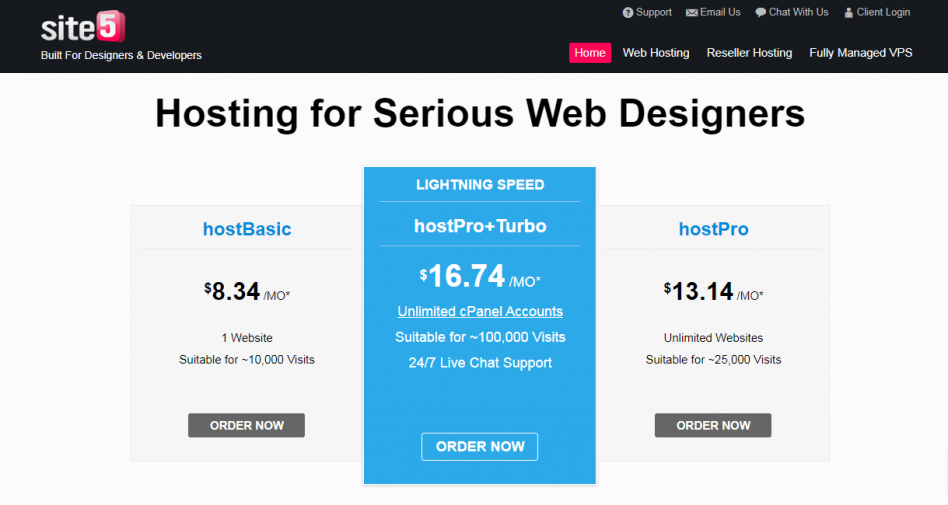 Support Email Us Chat With Us Client Login
site5
Built For Designers & Developers
Home Web Hosting Reseller Hosting Fully Managed VPS
Hosting for Serious Web Designers
hostBasic
$8.34 /MO*
1 Website
Suitable for ~10,000 Visits
ORDER NOW
LIGHTNING SPEED
hostPro+Turbo
$16.74 /MO*
Unlimited cPanel Accounts
Suitable for ~100,000 Visits
24/7 Live Chat Support
ORDER NOW
hostPro
$13.14 /MO*
Unlimited Websites
Suitable for ~25,000 Visits
ORDER NOW